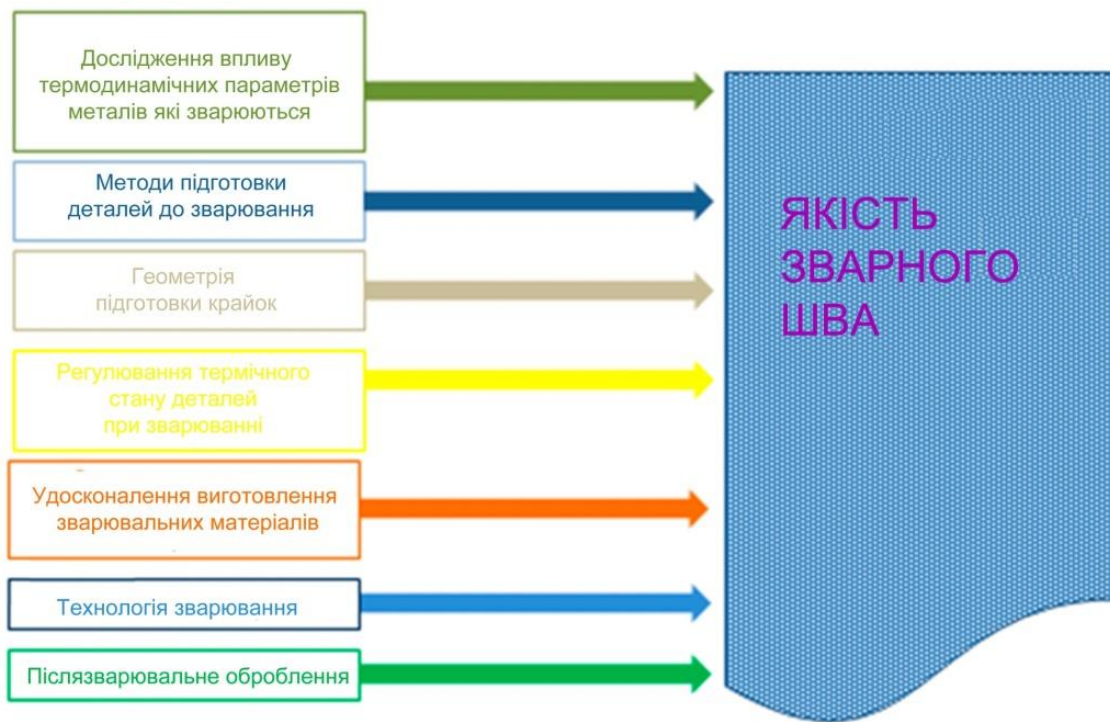 Дослідження впливу
термодинамічних параметрів
металів які зварюються
Методи підготовки
деталей до зварювання
Геометрія
підготовки крайок
Регулювання термічного
стану деталей
при зварюванні
Удосконалення виготовлення
зварювальних матеріалів
Технологія зварювання
Післязварювальне оброблення
ЯКІСТЬ
ЗВАРНОГО
ШВА